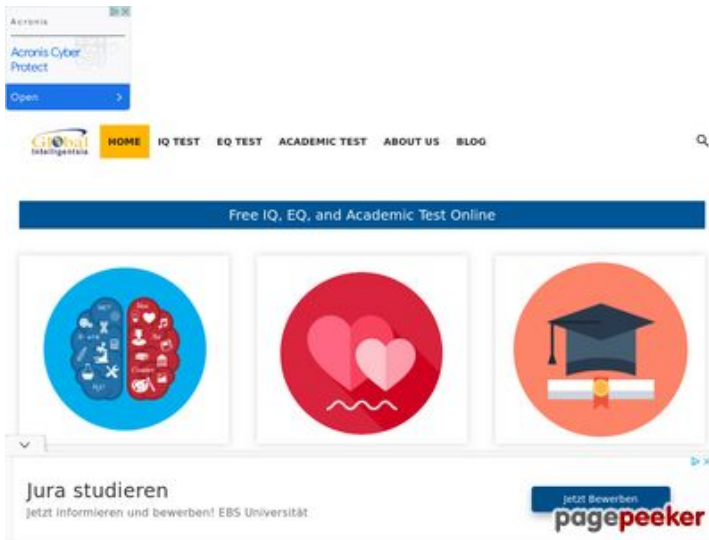 Acronis
Acronis Cyber
Protect
Open
Global
Intelligentsia
HOME IQ TEST EQ TEST ACADEMIC TEST ABOUT US BLOG
Free IQ, EQ, and Academic Test Online
Jura studieren
Jetzt informieren und bewerben! EBS Universität
Jetzt Bewerben
pagepeeker